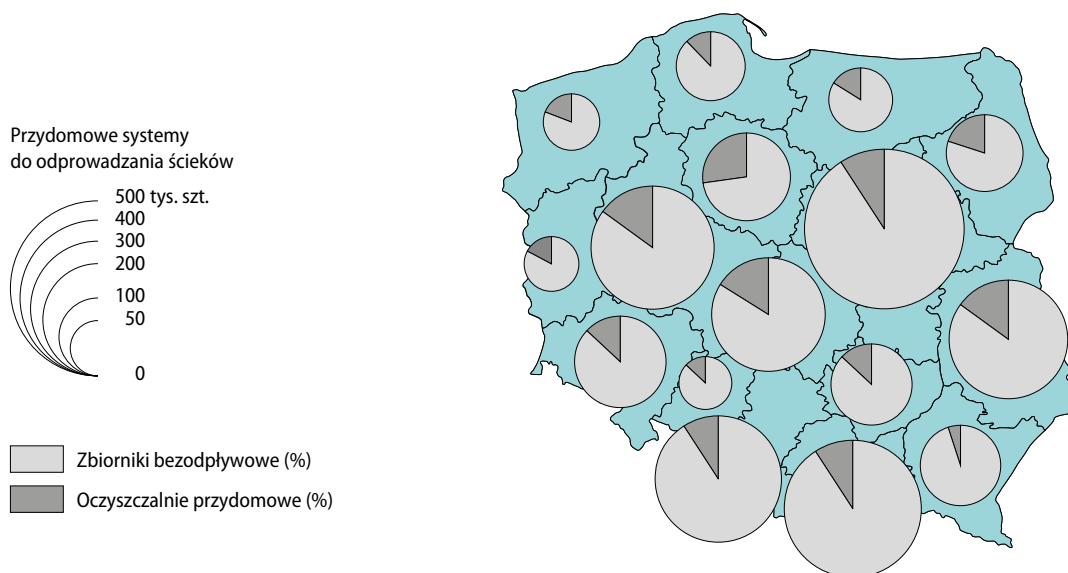 Przydomowe systemy
do odprowadzania ścieków
500 tys. szt.
400
300
200
100
50
0
Zbiorniki bezodpływowe (%)
Oczyszczalnie przydomowe (%)